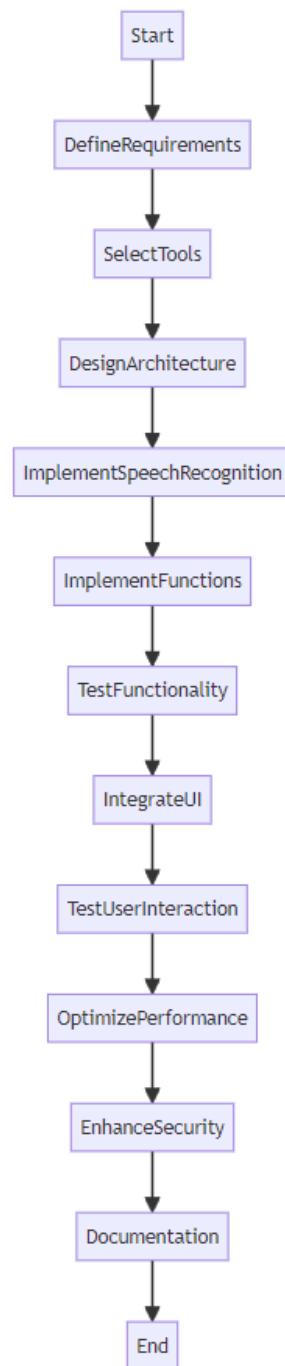 Start
DefineRequirements
SelectTools
DesignArchitecture
ImplementSpeechRecognition
ImplementFunctions
TestFunctionality
IntegrateUI
TestUserInteraction
OptimizePerformance
EnhanceSecurity
Documentation
End